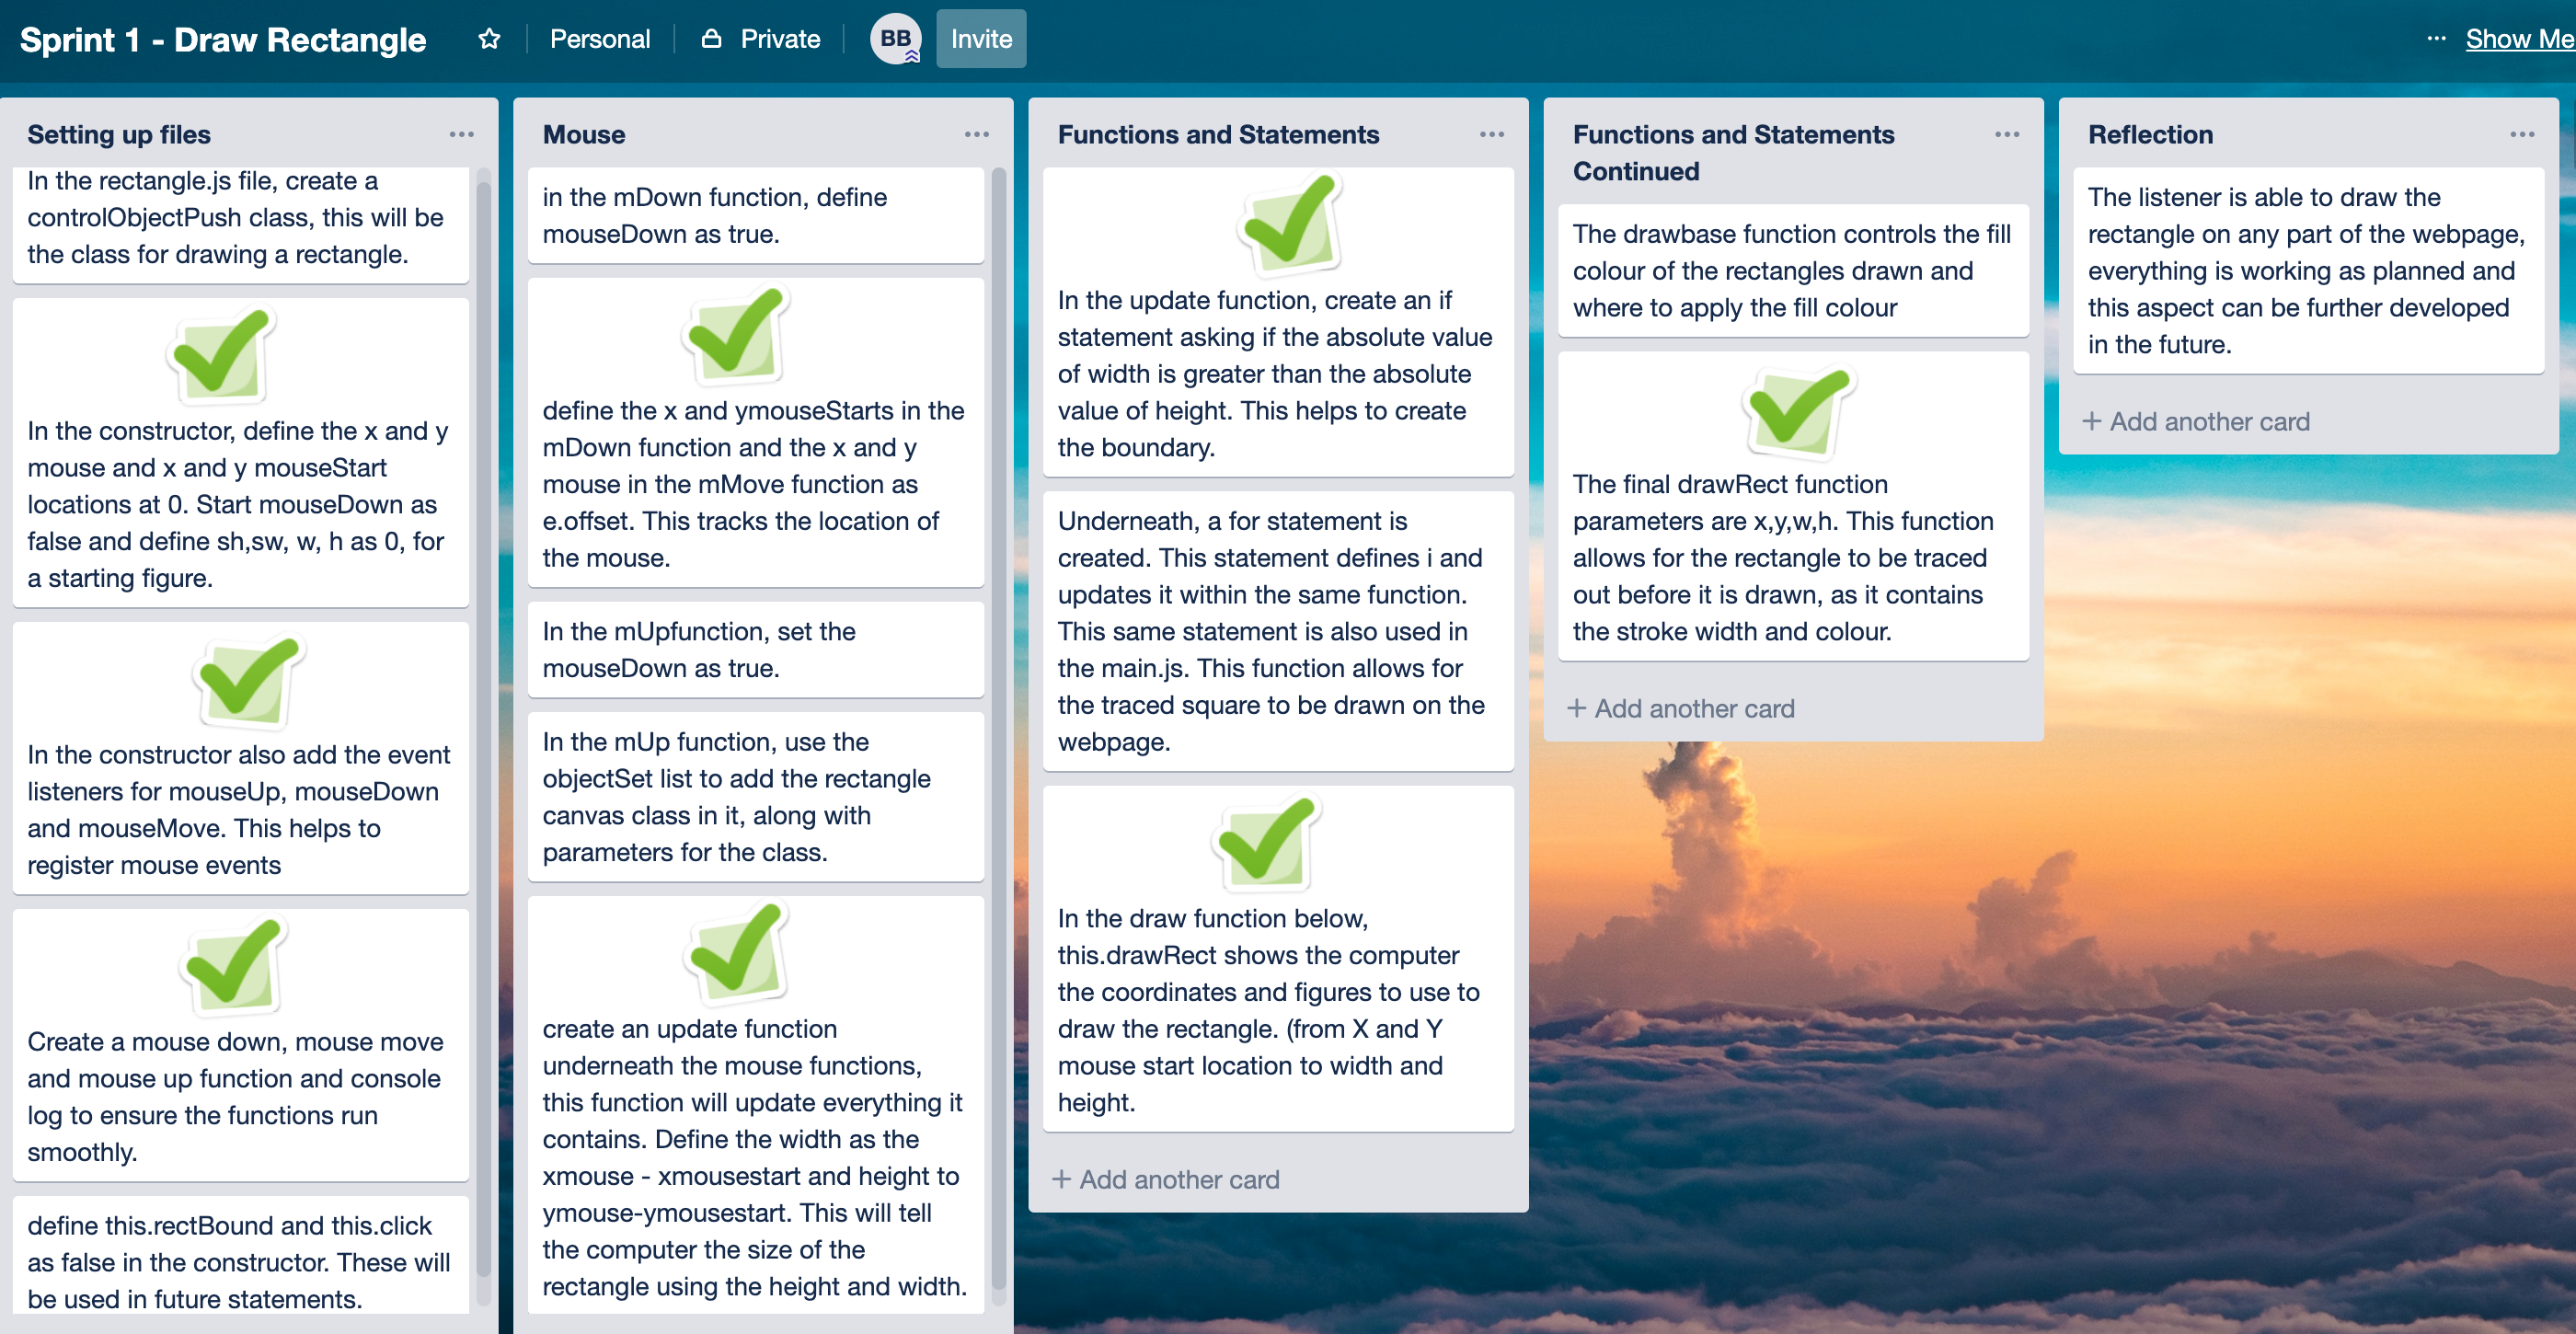 Sprint 1 - Draw Rectangle
Personal
Private
BB
Invite
Show Me
Setting up files
In the rectangle.js file, create a
controlObjectPush class, this will be
the class for drawing a rectangle.
In the constructor, define the x and y
mouse and x and y mouseStart
locations at 0. Start mouseDown as
false and define sh,sw, w, h as 0, for
a starting figure.
In the constructor also add the event
listeners for mouseUp, mouseDown
and mouseMove. This helps to
register mouse events
Create a mouse down, mouse move
and mouse up function and console
log to ensure the functions run
smoothly.
define this.rectBound and this.click
as false in the constructor. These will
be used in future statements.
Mouse
in the mDown function, define
mouseDown as true.
define the x and ymouseStarts in the
mDown function and the x and y
mouse in the mMove function as
e.offset. This tracks the location of
the mouse.
In the mUpfunction, set the
mouseDown as true.
In the mUp function, use the
objectSet list to add the rectangle
canvas class in it, along with
parameters for the class.
create an update function
underneath the mouse functions,
this function will update everything it
contains. Define the width as the
xmouse - xmousestart and height to
ymouse-ymousestart. This will tell
the computer the size of the
rectangle using the height and width.
Functions and Statements
In the update function, create an if
statement asking if the absolute value
of width is greater than the absolute
value of height. This helps to create
the boundary.
Underneath, a for statement is
created. This statement defines i and
updates it within the same function.
This same statement is also used in
the main.js. This function allows for
the traced square to be drawn on the
webpage.
In the draw function below,
this.drawRect shows the computer
the coordinates and figures to use to
draw the rectangle. (from X and Y
mouse start location to width and
height.
+ Add another card
Functions and Statements
Continued
The drawbase function controls the fill
colour of the rectangles drawn and
where to apply the fill colour
The final drawRect function
parameters are x,y,w,h. This function
allows for the rectangle to be traced
out before it is drawn, as it contains
the stroke width and colour.
+ Add another card
Reflection
The listener is able to draw the
rectangle on any part of the webpage,
everything is working as planned and
this aspect can be further developed
in the future.
+ Add another card